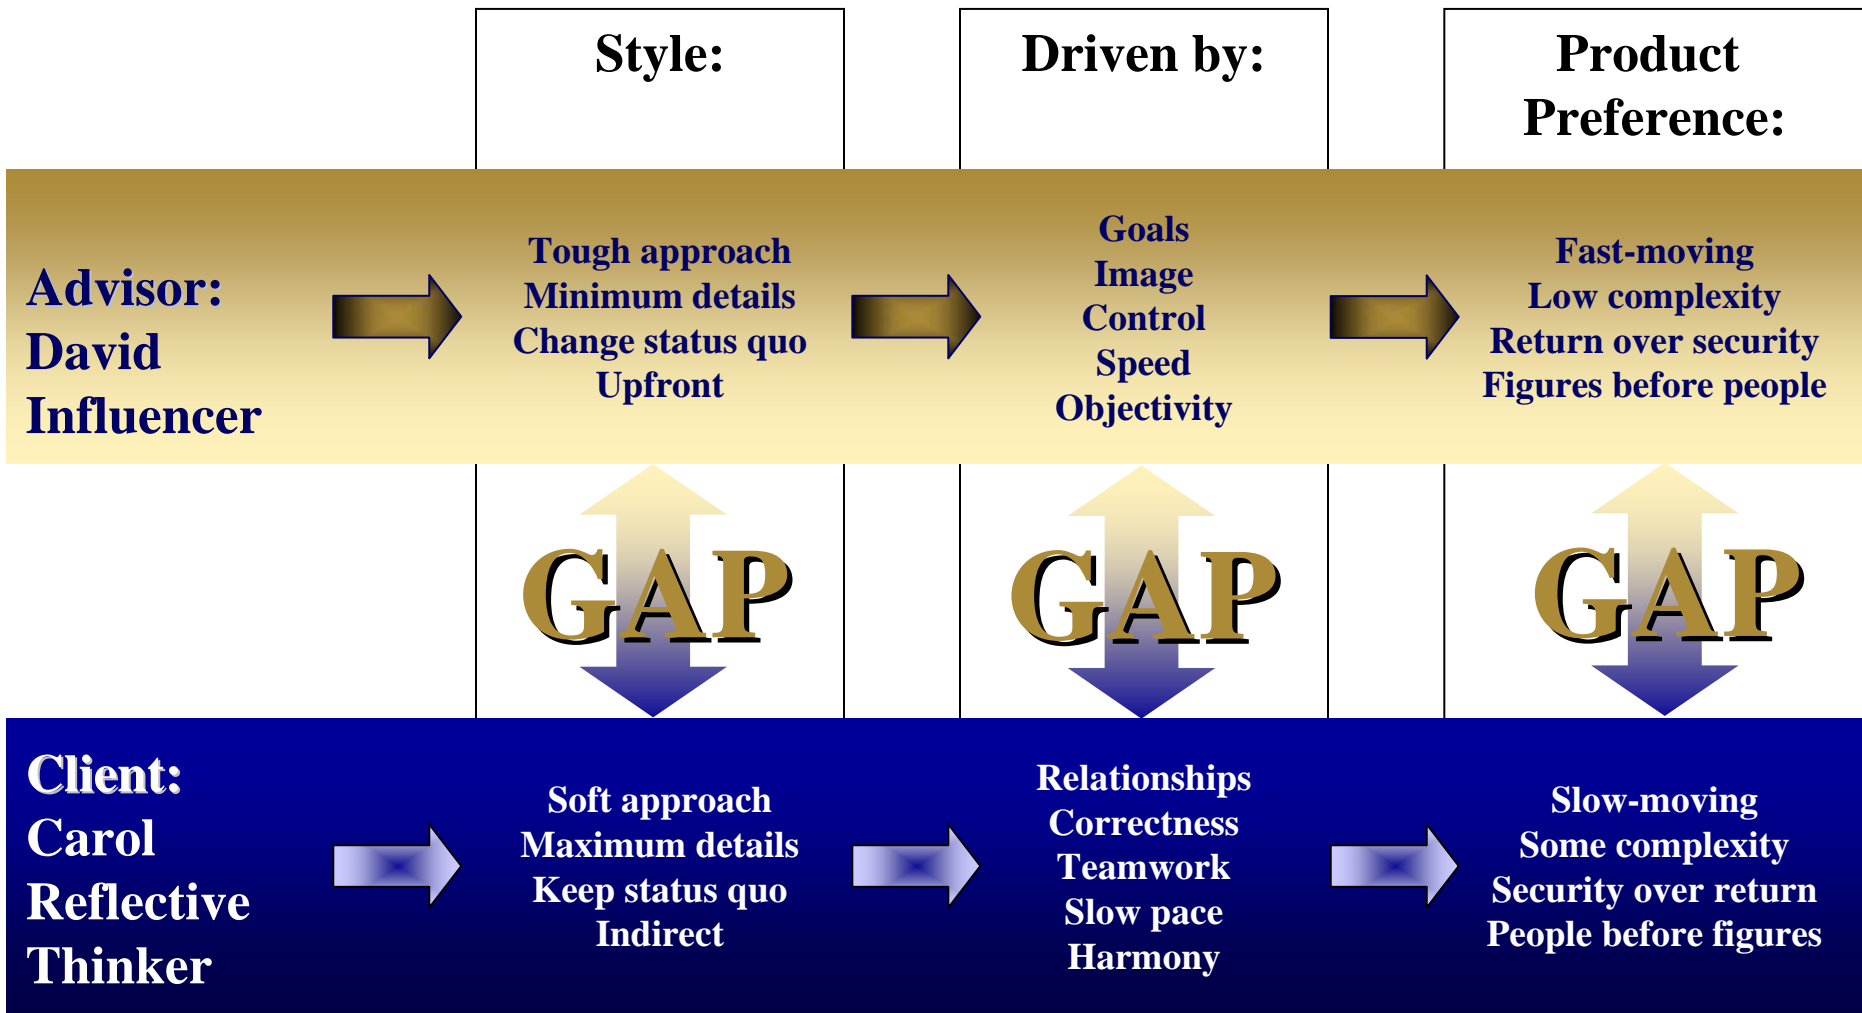 Style:
Driven by:
Product
Preference:
Advisor:
David
Influencer
Tough approach
Minimum details
Change status quo
Upfront
Goals
Image
Control
Speed
Objectivity
Fast-moving
Low complexity
Return over security
Figures before people
GAP
GAP
GAP
Client:
Carol
Reflective
Thinker
Soft approach
Maximum details
Keep status quo
Indirect
Relationships
Correctness
Teamwork
Slow pace
Harmony
Slow-moving
Some complexity
Security over return
People before figures